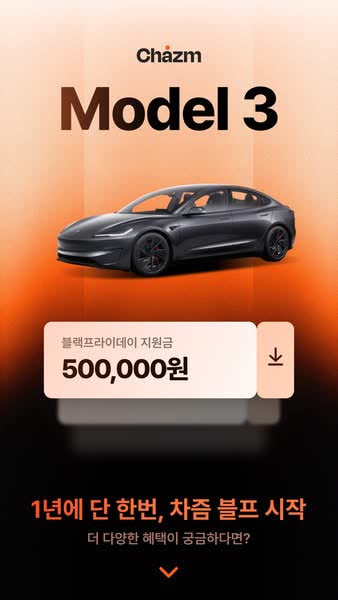 Chazm
Model 3
블랙프라이데이 지원금
500,000원
1년에 단 한번, 차즘 블프 시작
더 다양한 혜택이 궁금하다면?